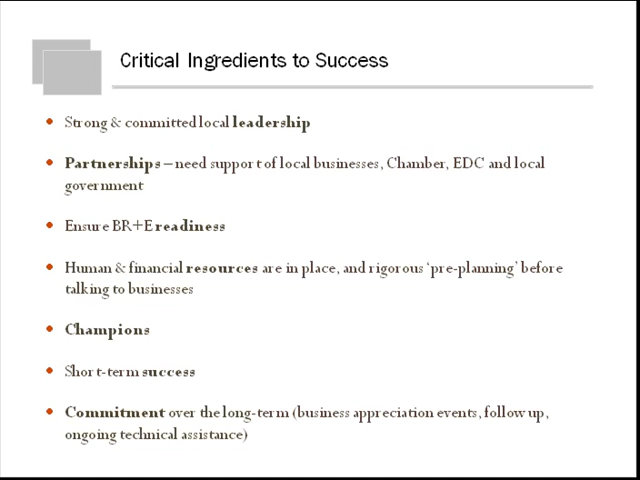 Critical Ingredients to Success
Strong & committed local leadership
Partnerships – need support of local businesses, Chamber, EDC and local
government
Ensure BR+E readiness
Human & financial resources are in place, and rigorous ‘pre-planning’ before
talking to businesses
Champions
Short-term success
Commitment over the long-term (business appreciation events, follow up,
ongoing technical assistance)